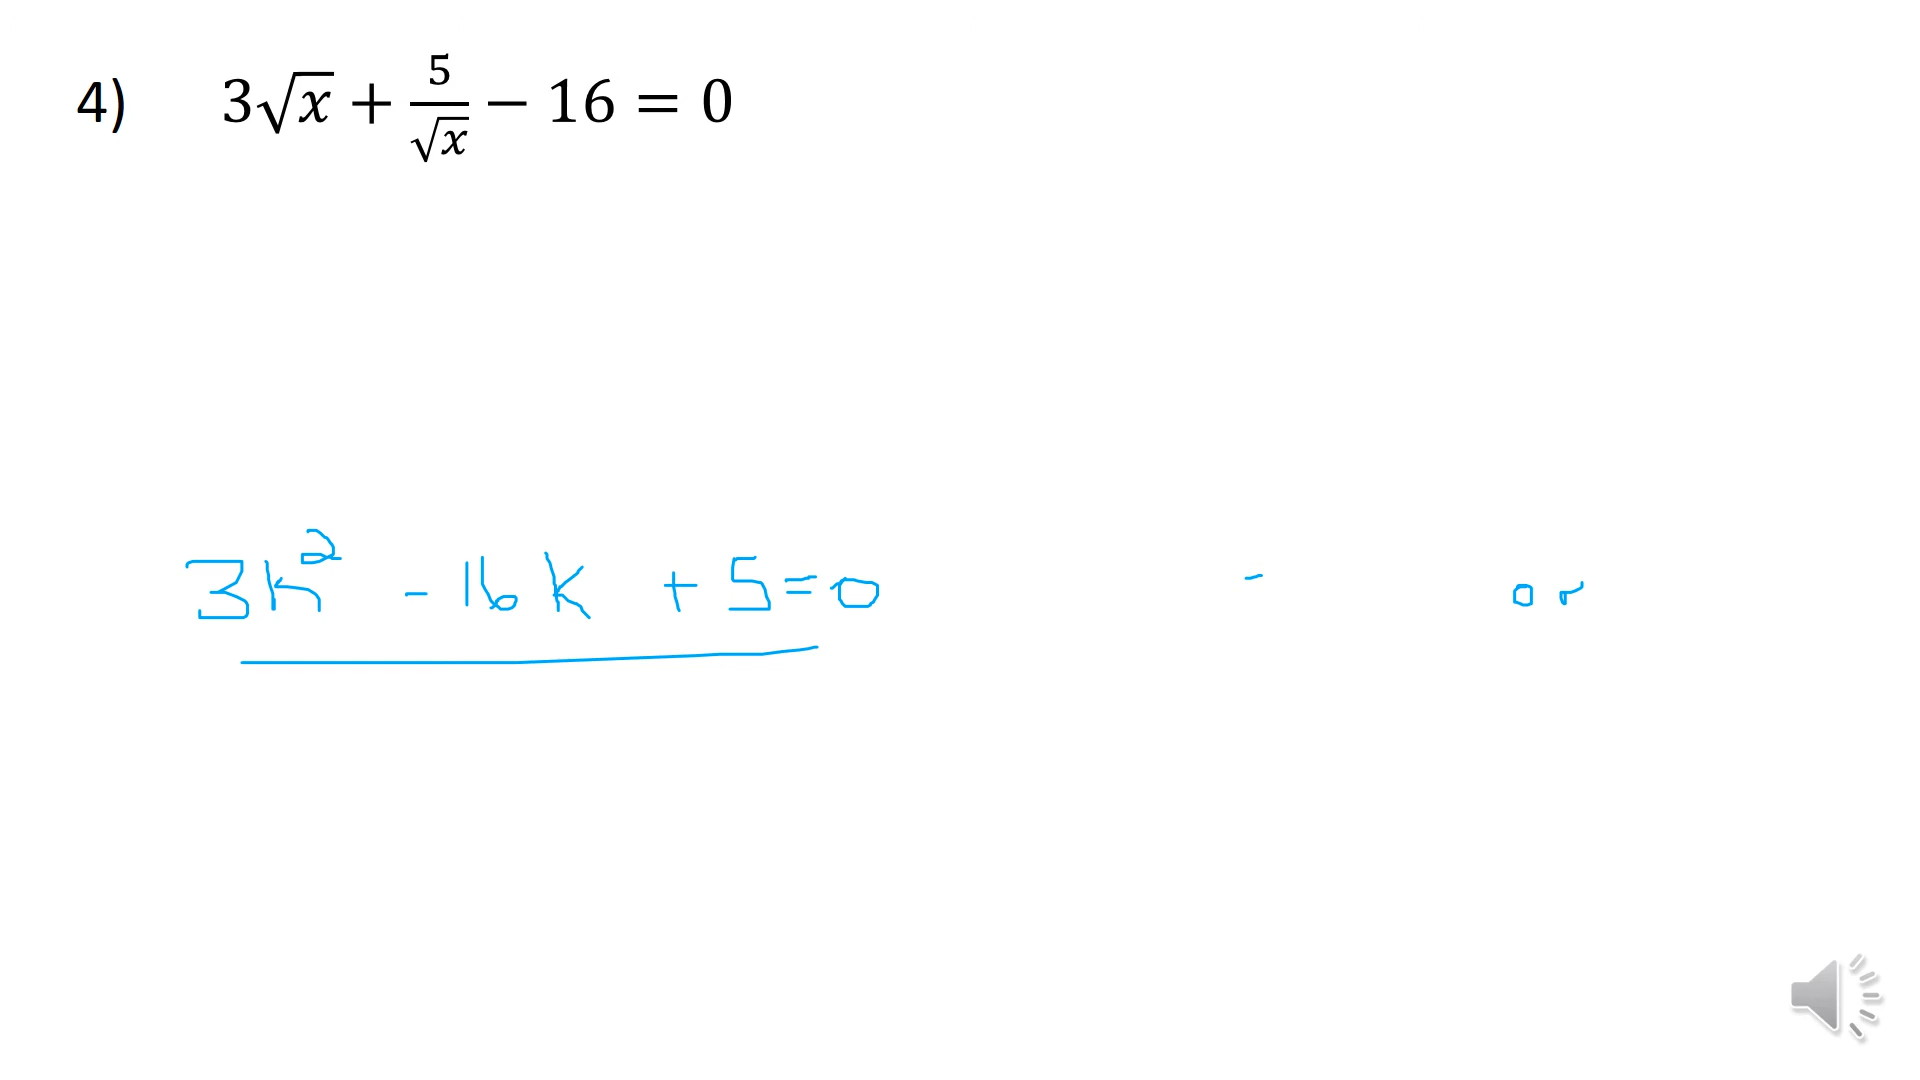 4) 3√x + 5/√x − 16 = 0
3k² - 16k + 5 = 0
- or